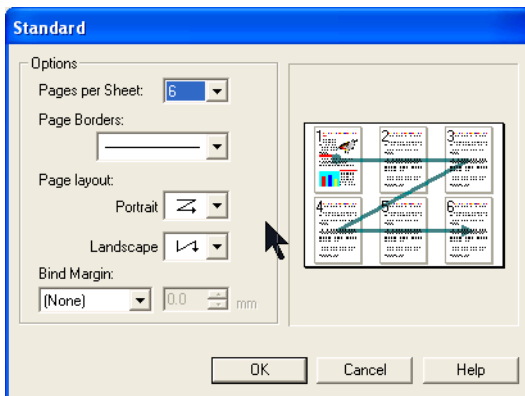 Standard
Options
Pages per Sheet: 6
Page Borders:
Page layout:
Portrait
Landscape
Bind Margin:
(None) 0.0 mm
1 2 3
4 5 6
OK Cancel Help